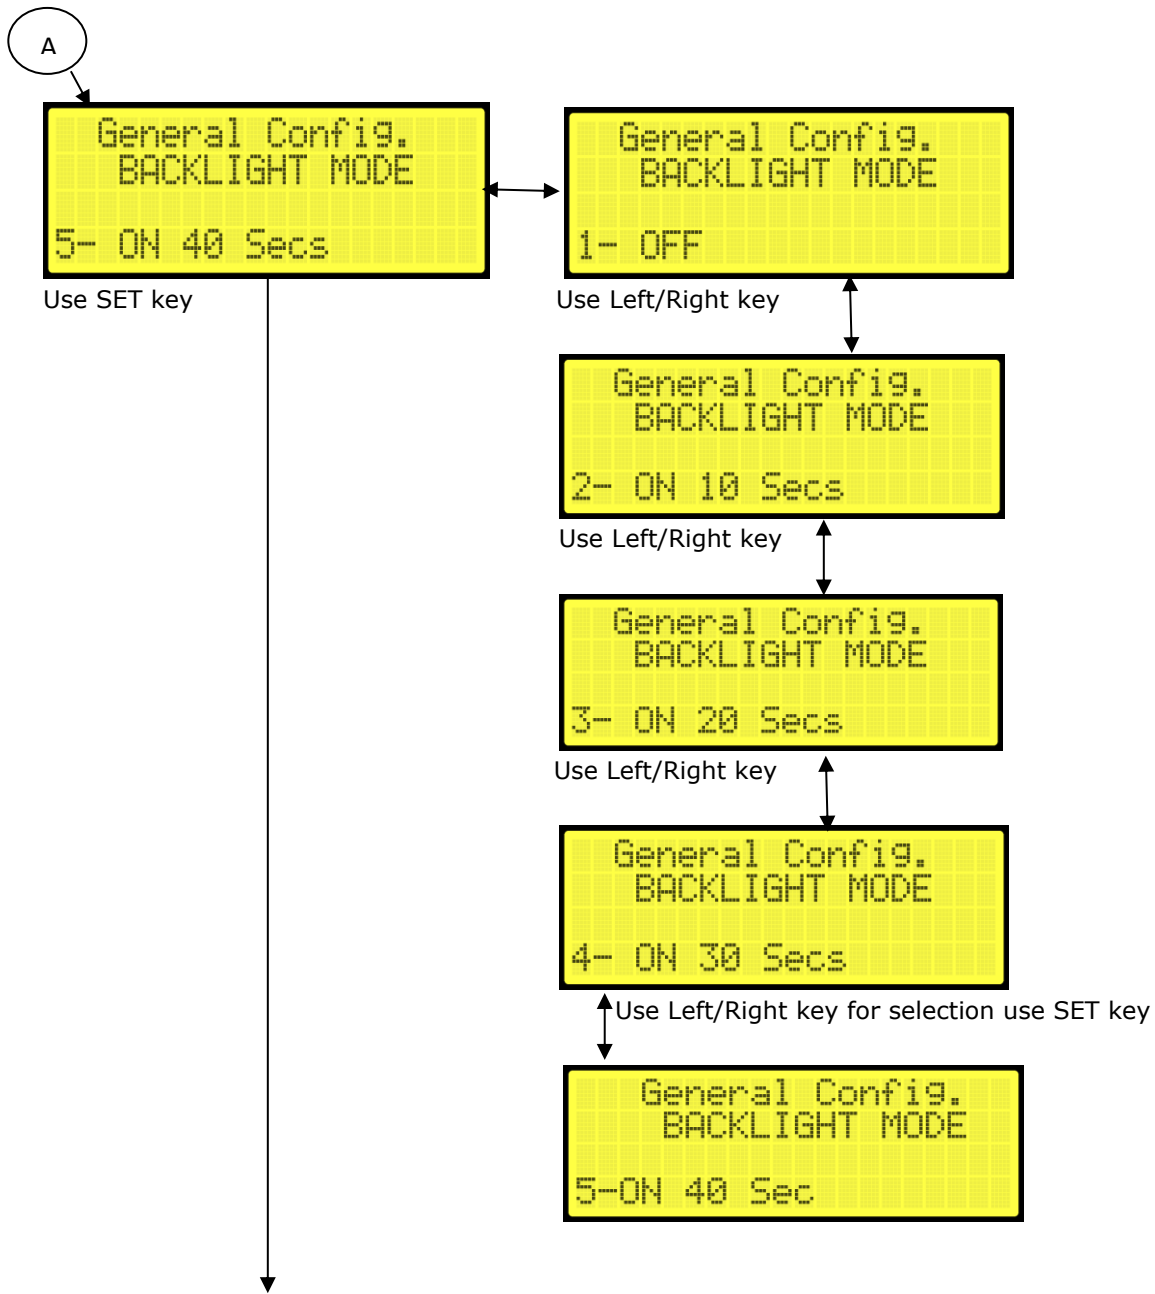 A
General Config.
BACKLIGHT MODE
5- ON 40 Secs
Use SET key
General Config.
BACKLIGHT MODE
1- OFF
Use Left/Right key
General Config.
BACKLIGHT MODE
2- ON 10 Secs
Use Left/Right key
General Config.
BACKLIGHT MODE
3- ON 20 Secs
Use Left/Right key
General Config.
BACKLIGHT MODE
4- ON 30 Secs
Use Left/Right key for selection use SET key
General Config.
BACKLIGHT MODE
5-ON 40 Sec